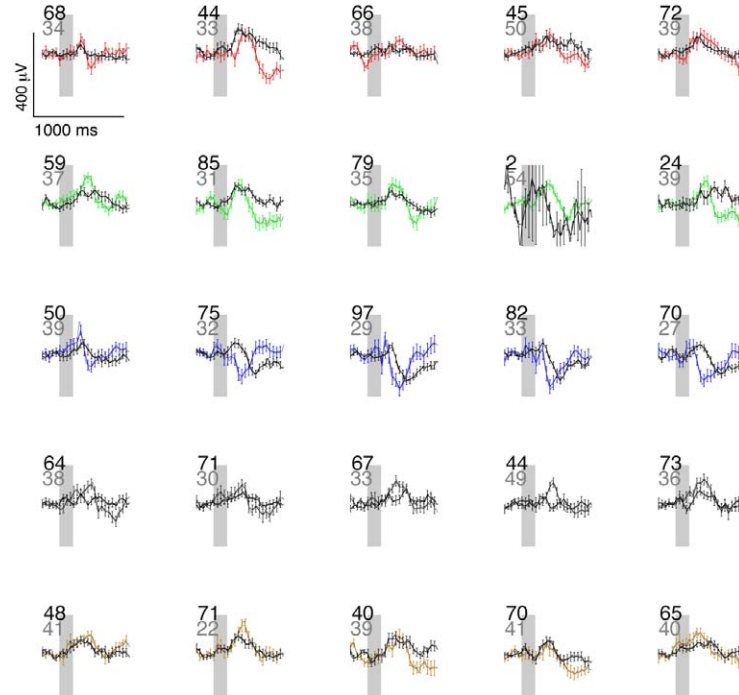 68 44 66 45 72
34 33 38 50 39
400 µV
1000 ms
59 85 79 2 24
37 31 35 54 39
50 75 97 82 70
39 32 29 33 27
64 71 67 44 73
38 30 33 49 36
48 71 40 70 65
41 22 39 41 40